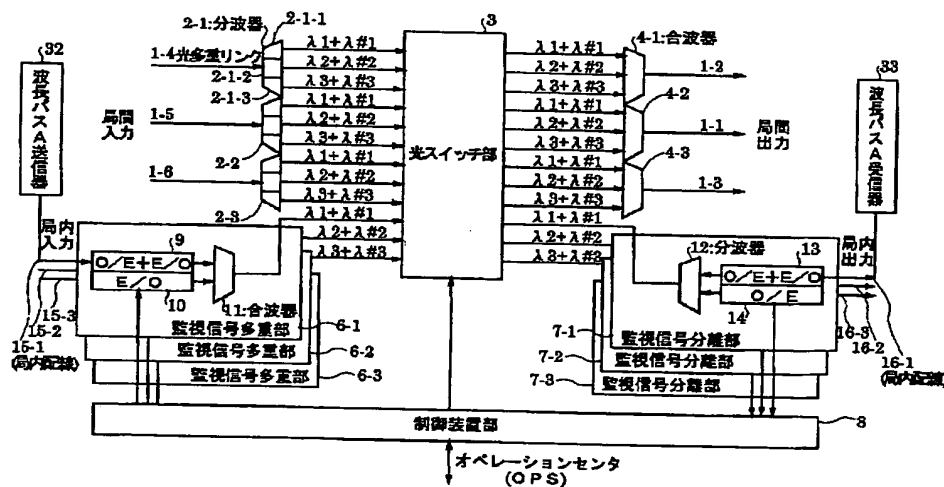 32
波長パスA送信器
2-1:分波器
2-1-1
1-4光多重リンク
2-1-2
2-1-3
局間
入力
1-5
2-2
1-6
2-3
λ1+λ#1
λ2+λ#2
λ3+λ#3
λ1+λ#1
λ2+λ#2
λ3+λ#3
λ1+λ#1
λ2+λ#2
λ3+λ#3
λ1+λ#1
λ2+λ#2
λ3+λ#3
3
光スイッチ部
λ1+λ#1
λ2+λ#2
λ3+λ#3
λ1+λ#1
λ2+λ#2
λ3+λ#3
λ1+λ#1
λ2+λ#2
λ3+λ#3
λ1+λ#1
λ2+λ#2
λ3+λ#3
4-1:合波器
1-2
4-2
1-1
局間
出力
4-3
1-3
33
波長パスA受信器
局内
入力
9
O/E+E/O
E/O
10
11:合波器
監視信号多重部
6-1
監視信号多重部
6-2
監視信号多重部
6-3
15-3
15-2
15-1
(局内配線)
12:分波器
13
O/E+E/O
O/E
14
局内
出力
7-1
監視信号分離部
7-2
監視信号分離部
7-3
監視信号分離部
16-3
16-2
16-1
(局内配線)
制御装置部
8
オペレーションセンタ
(OPS)